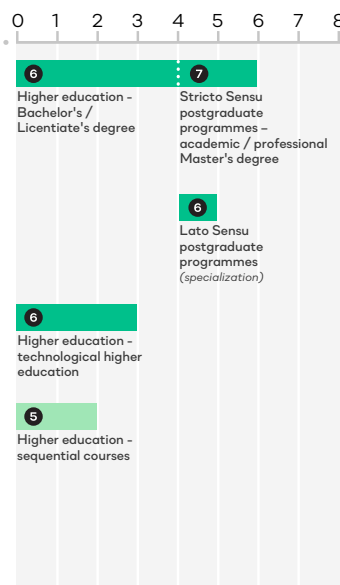 0 1 2 3 4 5 6 7 8
6 7
Higher education -
Bachelor's /
Licentiate's degree
Stricto Sensu
postgraduate
programmes –
academic / professional
Master's degree
6
Lato Sensu
postgraduate
programmes
(specialization)
6
Higher education -
technological higher
education
5
Higher education -
sequential courses